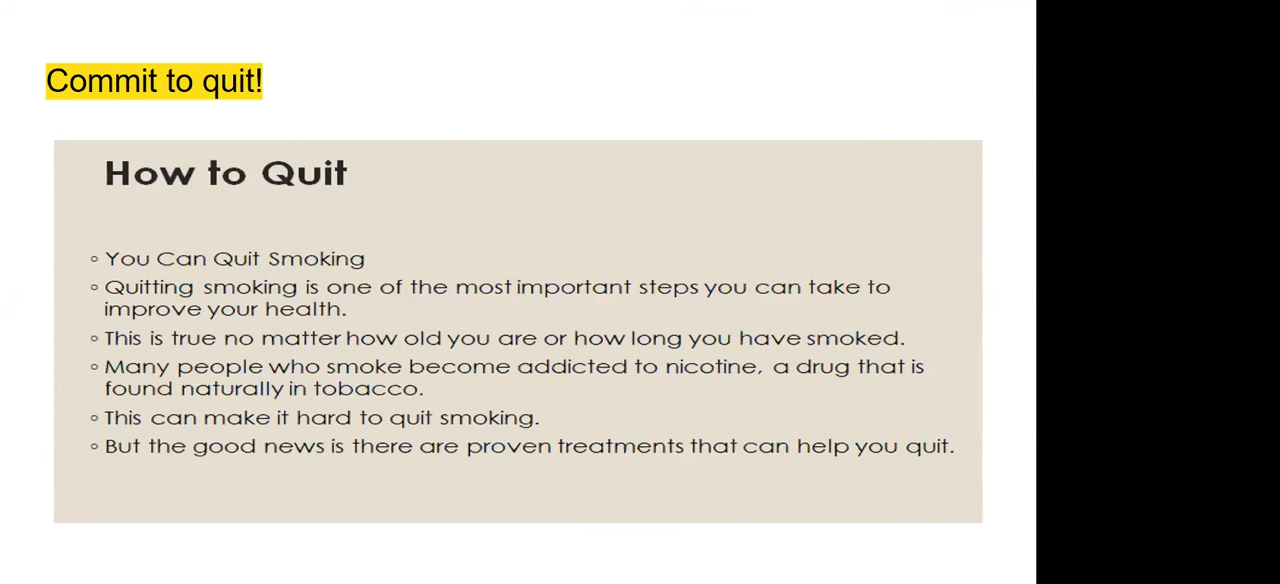 Commit to quit!
How to Quit
◦ You Can Quit Smoking
◦ Quitting smoking is one of the most important steps you can take to
improve your health.
◦ This is true no matter how old you are or how long you have smoked.
◦ Many people who smoke become addicted to nicotine, a drug that is
found naturally in tobacco.
◦ This can make it hard to quit smoking.
◦ But the good news is there are proven treatments that can help you quit.